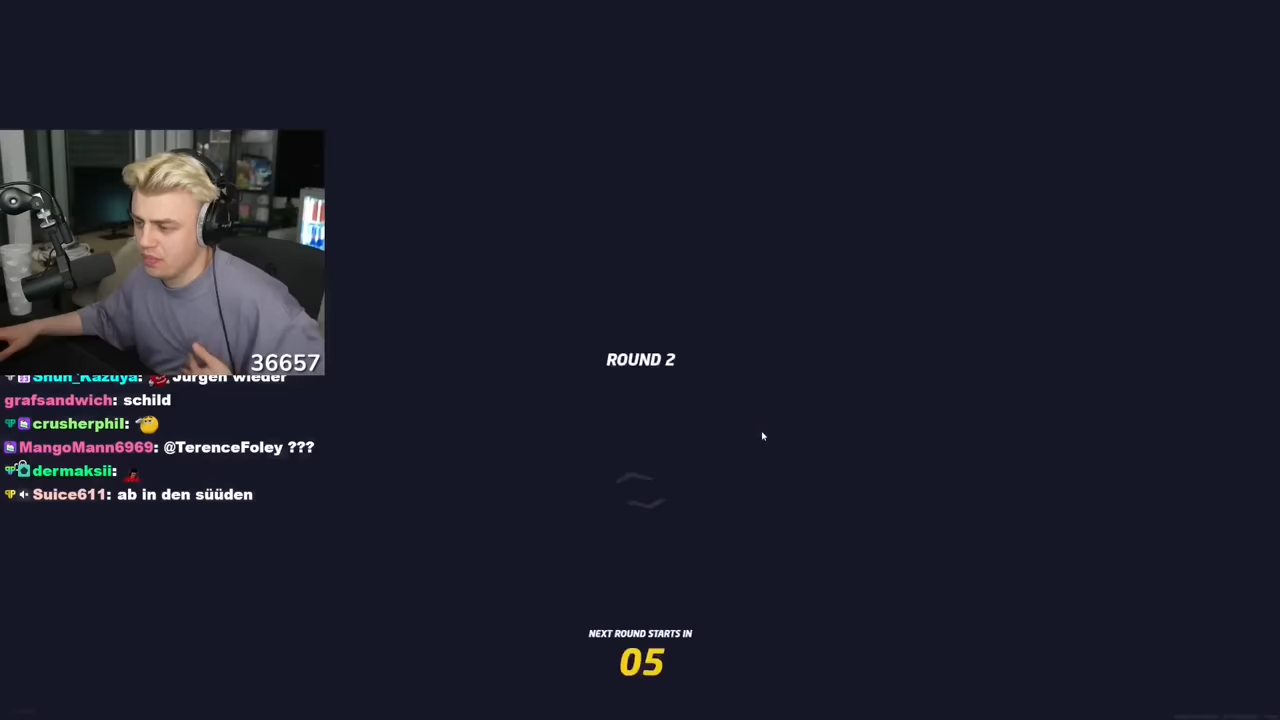 36657
Shun_Kazuya: Jürgen wieder
grafsandwich: schild
crusherphil:
MangoMann6969: @TerenceFoley ???
dermaksii:
Suice611: ab in den süüden
ROUND 2
NEXT ROUND STARTS IN
05